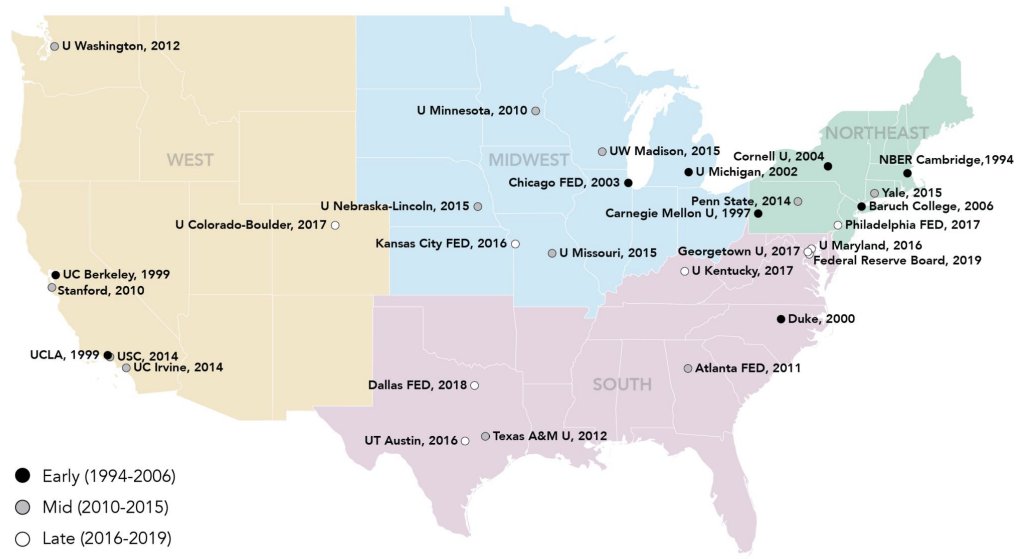 U Washington, 2012
U Minnesota, 2010
NORTHEAST
WEST
MIDWEST
UW Madison, 2015
Cornell U, 2004
NBER Cambridge,1994
U Michigan, 2002
Chicago FED, 2003
Yale, 2015
Penn State, 2014
U Nebraska-Lincoln, 2015
Baruch College, 2006
Carnegie Mellon U, 1997
U Colorado-Boulder, 2017
Philadelphia FED, 2017
Kansas City FED, 2016
U Maryland, 2016
U Missouri, 2015
Georgetown U, 2017
Federal Reserve Board, 2019
U Kentucky, 2017
UC Berkeley, 1999
Stanford, 2010
Duke, 2000
UCLA, 1999
USC, 2014
UC Irvine, 2014
Atlanta FED, 2011
Dallas FED, 2018
SOUTH
UT Austin, 2016
Texas A&M U, 2012
Early (1994-2006)
Mid (2010-2015)
Late (2016-2019)